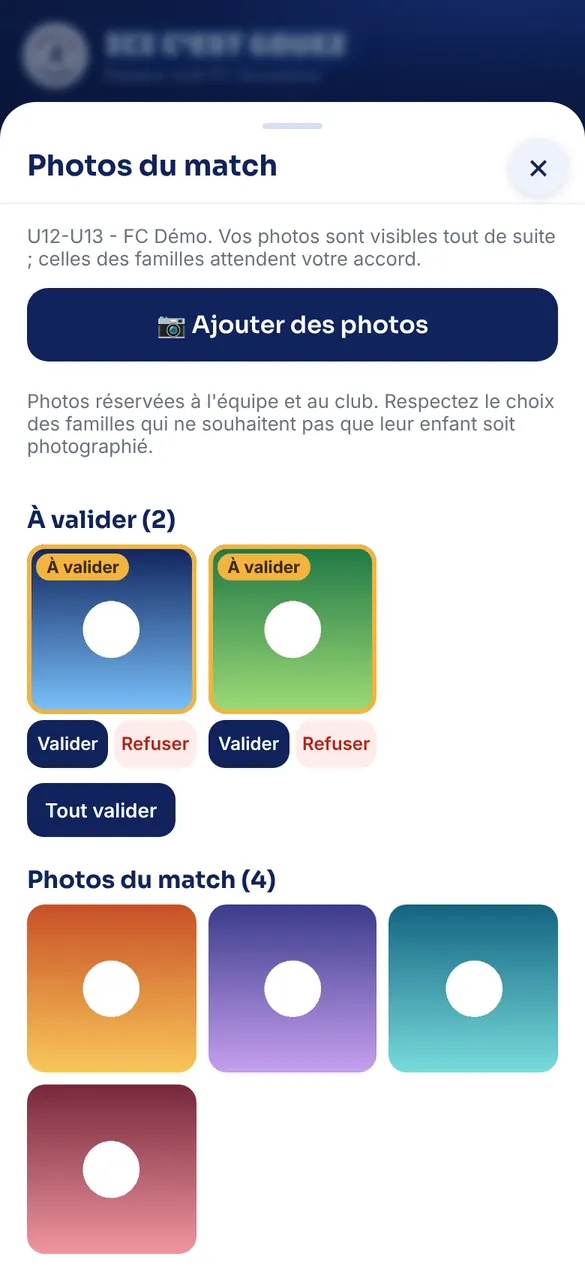 ICI C'EST GOUEZ
Photos du match
U12-U13 - FC Démo. Vos photos sont visibles tout de suite
; celles des familles attendent votre accord.
📷 Ajouter des photos
Photos réservées à l'équipe et au club. Respectez le choix
des familles qui ne souhaitent pas que leur enfant soit
photographié.
À valider (2)
À valider À valider
Valider Refuser Valider Refuser
Tout valider
Photos du match (4)